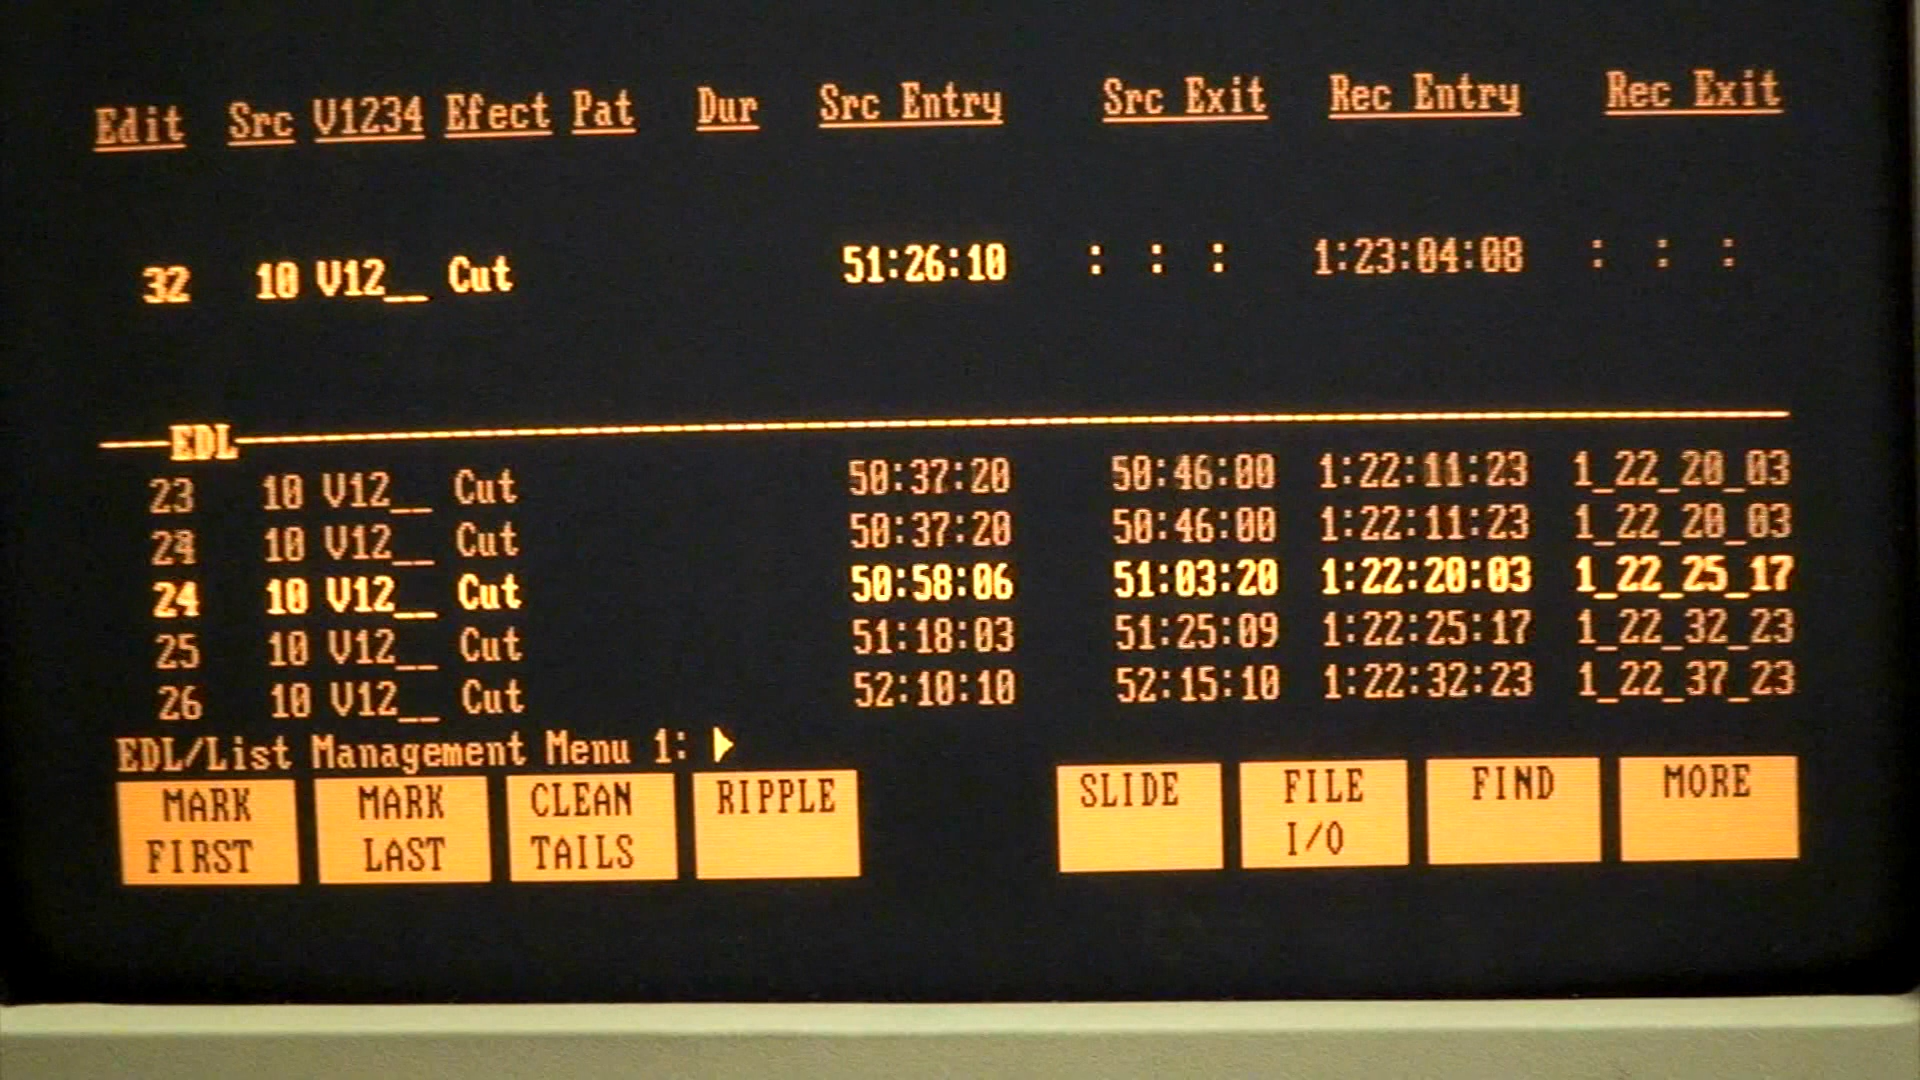 Edit Src V1234 Efect Pat Dur Src Entry Src Exit Rec Entry Rec Exit
32 10 V12__ Cut 51:26:10 : : : 1:23:04:08 : : :
EDL
23 10 V12__ Cut 50:37:20 50:46:00 1:22:11:23 1_22_20_03
10 V12__ Cut 50:37:20 50:46:00 1:22:11:23 1_22_20_03
24 10 V12__ Cut 50:58:06 51:03:20 1:22:20:03 1_22_25_17
25 10 V12__ Cut 51:18:03 51:25:09 1:22:25:17 1_22_32_23
26 10 V12__ Cut 52:10:10 52:15:10 1:22:32:23 1_22_37_23
EDL/List Management Menu 1:
MARK FIRST
MARK LAST
CLEAN TAILS
RIPPLE
SLIDE
FILE I/O
FIND
MORE